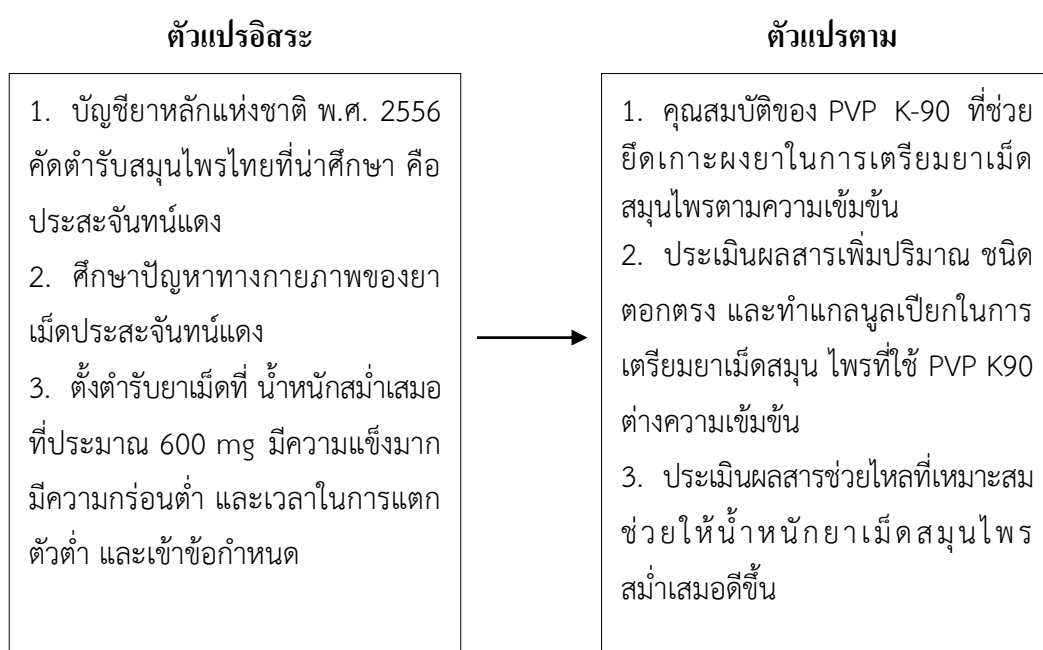 ตัวแปรอิสระ
ตัวแปรตาม
1. บัญชียาหลักแห่งชาติ พ.ศ. 2556
คัดตำรับสมุนไพรไทยที่น่าศึกษา คือ
ประสะจันทน์แดง
2. ศึกษาปัญหาทางกายภาพของยา
เม็ดประสะจันทน์แดง
3. ตั้งตำรับยาเม็ดที่ น้ำหนักสม่ำเสมอ
ที่ประมาณ 600 mg มีความแข็งมาก
มีความกร่อนต่ำ และเวลาในการแตก
ตัวต่ำ และเข้าข้อกำหนด
1. คุณสมบัติของ PVP K-90 ที่ช่วย
ยึดเกาะผงยาในการเตรียมยาเม็ด
สมุนไพรตามความเข้มข้น
2. ประเมินผลสารเพิ่มปริมาณ ชนิด
ตอกตรง และทำแกลนูลเปียกในการ
เตรียมยาเม็ดสมุน ไพรที่ใช้ PVP K90
ต่างความเข้มข้น
3. ประเมินผลสารช่วยไหลที่เหมาะสม
ช่วยให้น้ำหนักยาเม็ดสมุนไพร
สม่ำเสมอดีขึ้น